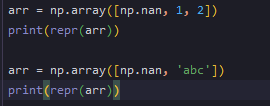 arr = np.array([np.nan, 1, 2])
print(repr(arr))
arr = np.array([np.nan, 'abc'])
print(repr(arr))